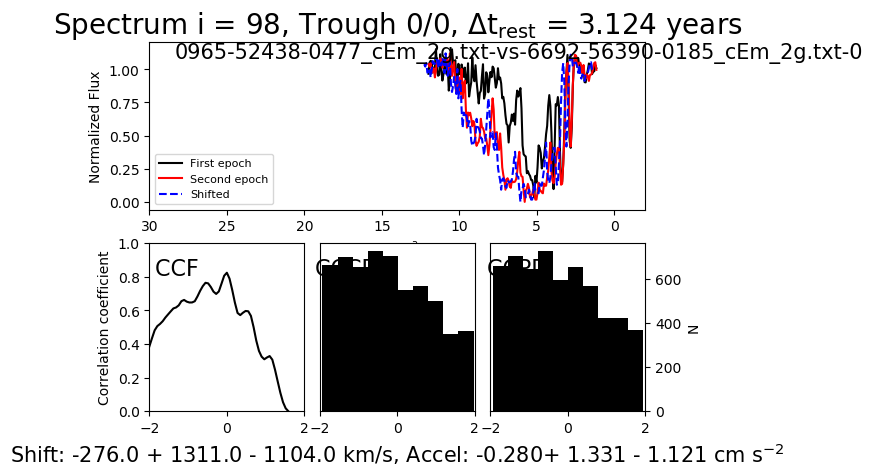 Spectrum i = 98, Trough 0/0, Δt_rest = 3.124 years
0965-52438-0477_cEm_2g.txt-vs-6692-56390-0185_cEm_2g.txt-0
Normalized Flux
1.00
0.75
0.50
0.25
0.00
First epoch
Second epoch
Shifted
30 25 20 15 10 5 0
Correlation coefficient
1.0
0.8
0.6
0.4
0.2
0.0
CCF
−2 0 2
−2 0 2
−2 0 2
600
400
200
0
N
Shift: -276.0 + 1311.0 - 1104.0 km/s, Accel: -0.280+ 1.331 - 1.121 cm s⁻²